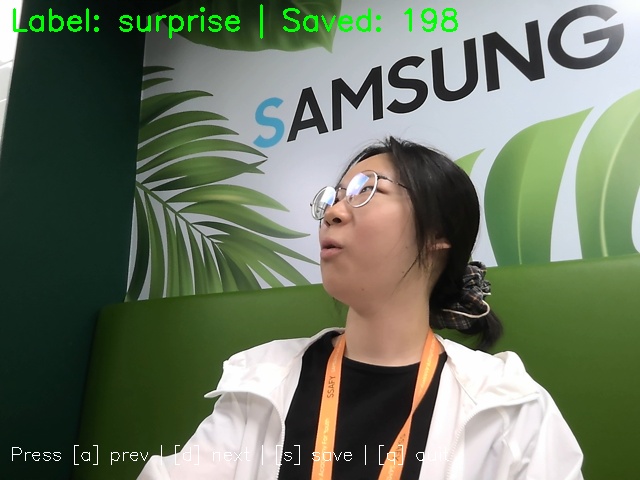 Label: surprise | Saved: 198
SAMSUNG
SSAFY
Press [a] prev | [d] next | [s] save | [q] quit